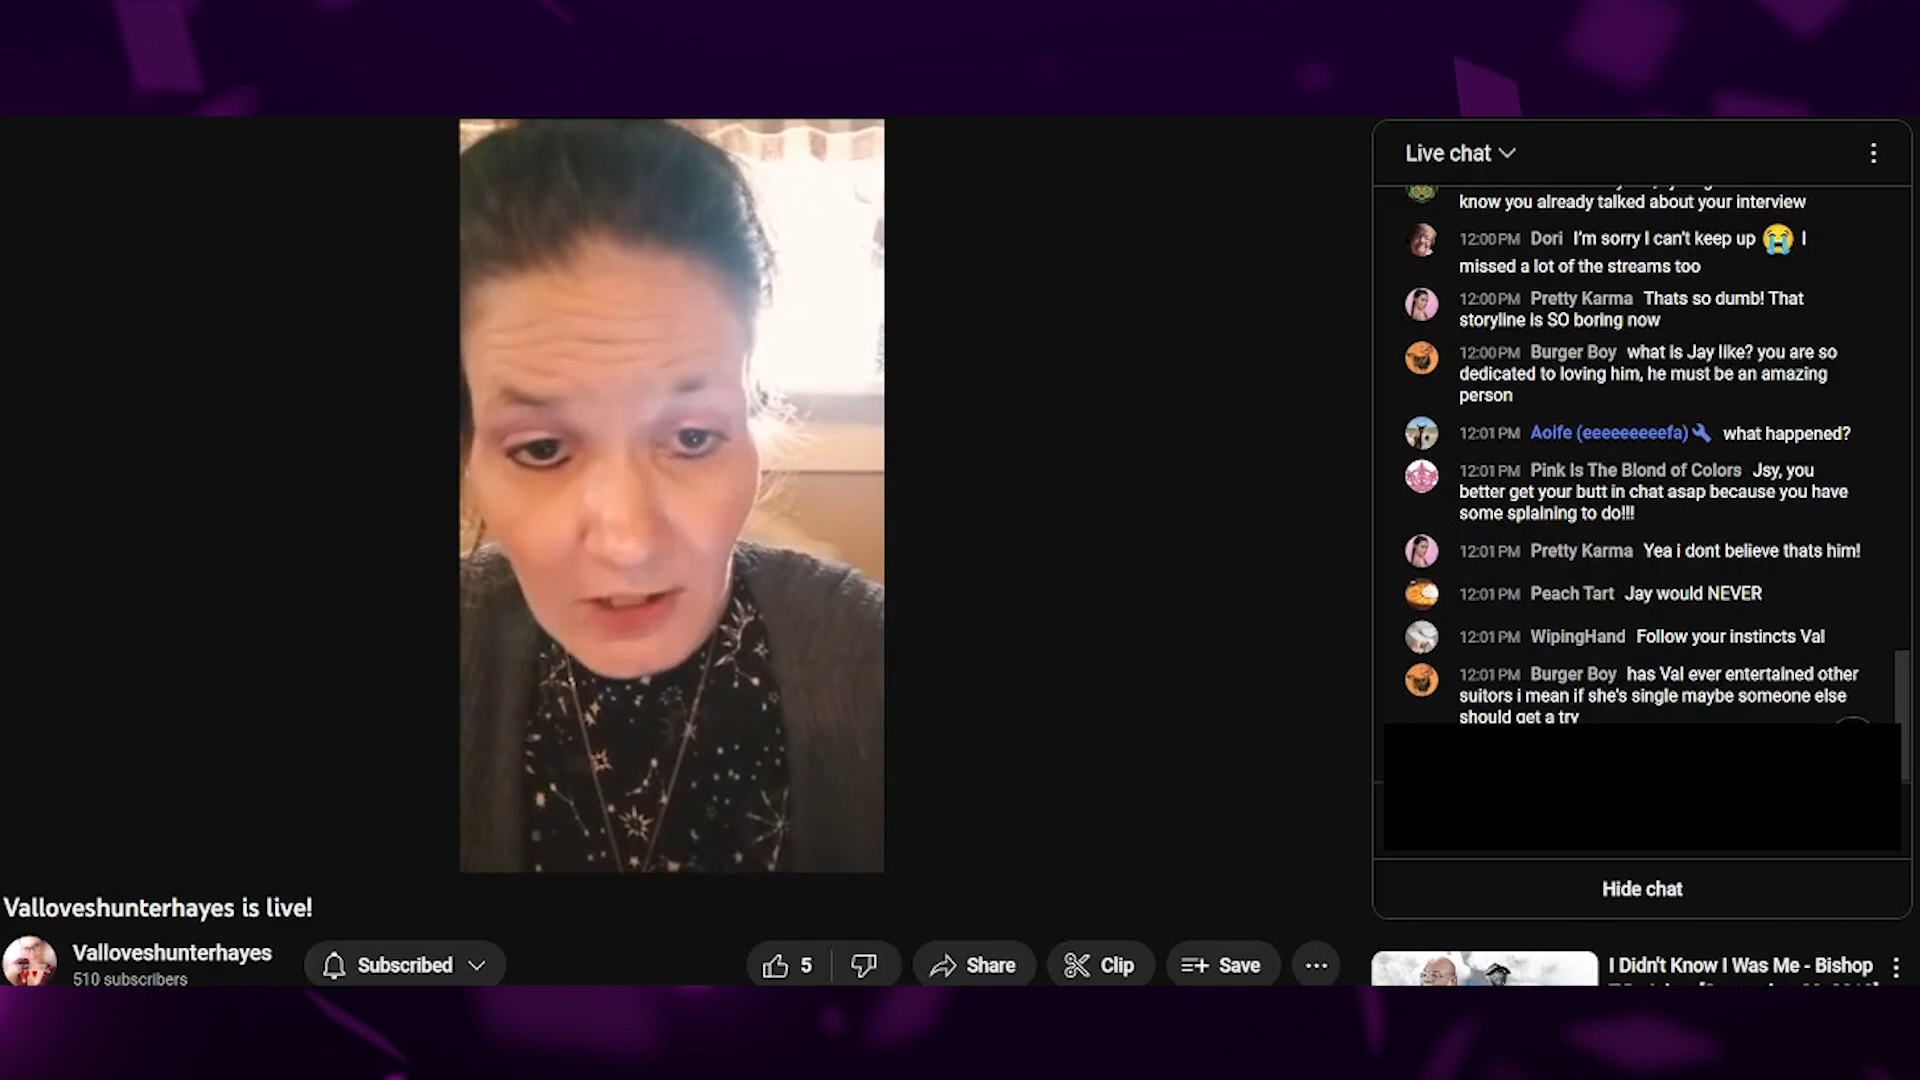 Live chat
know you already talked about your interview
12:00 PM Dori I'm sorry I can't keep up 😭 I
missed a lot of the streams too
12:00 PM Pretty Karma Thats so dumb! That
storyline is SO boring now
12:00 PM Burger Boy what is Jay like? you are so
dedicated to loving him, he must be an amazing
person
12:01 PM Aoife (eeeeeeeeefa) what happened?
12:01 PM Pink Is The Blond of Colors Jsy, you
better get your butt in chat asap because you have
some splaining to do!!!
12:01 PM Pretty Karma Yea i dont believe thats him!
12:01 PM Peach Tart Jay would NEVER
12:01 PM WipingHand Follow your instincts Val
12:01 PM Burger Boy has Val ever entertained other
suitors i mean if she's single maybe someone else
should get a try
Hide chat
Valloveshunterhayes is live!
Valloveshunterhayes
510 subscribers
Subscribed
5
Share
Clip
Save
I Didn't Know I Was Me - Bishop